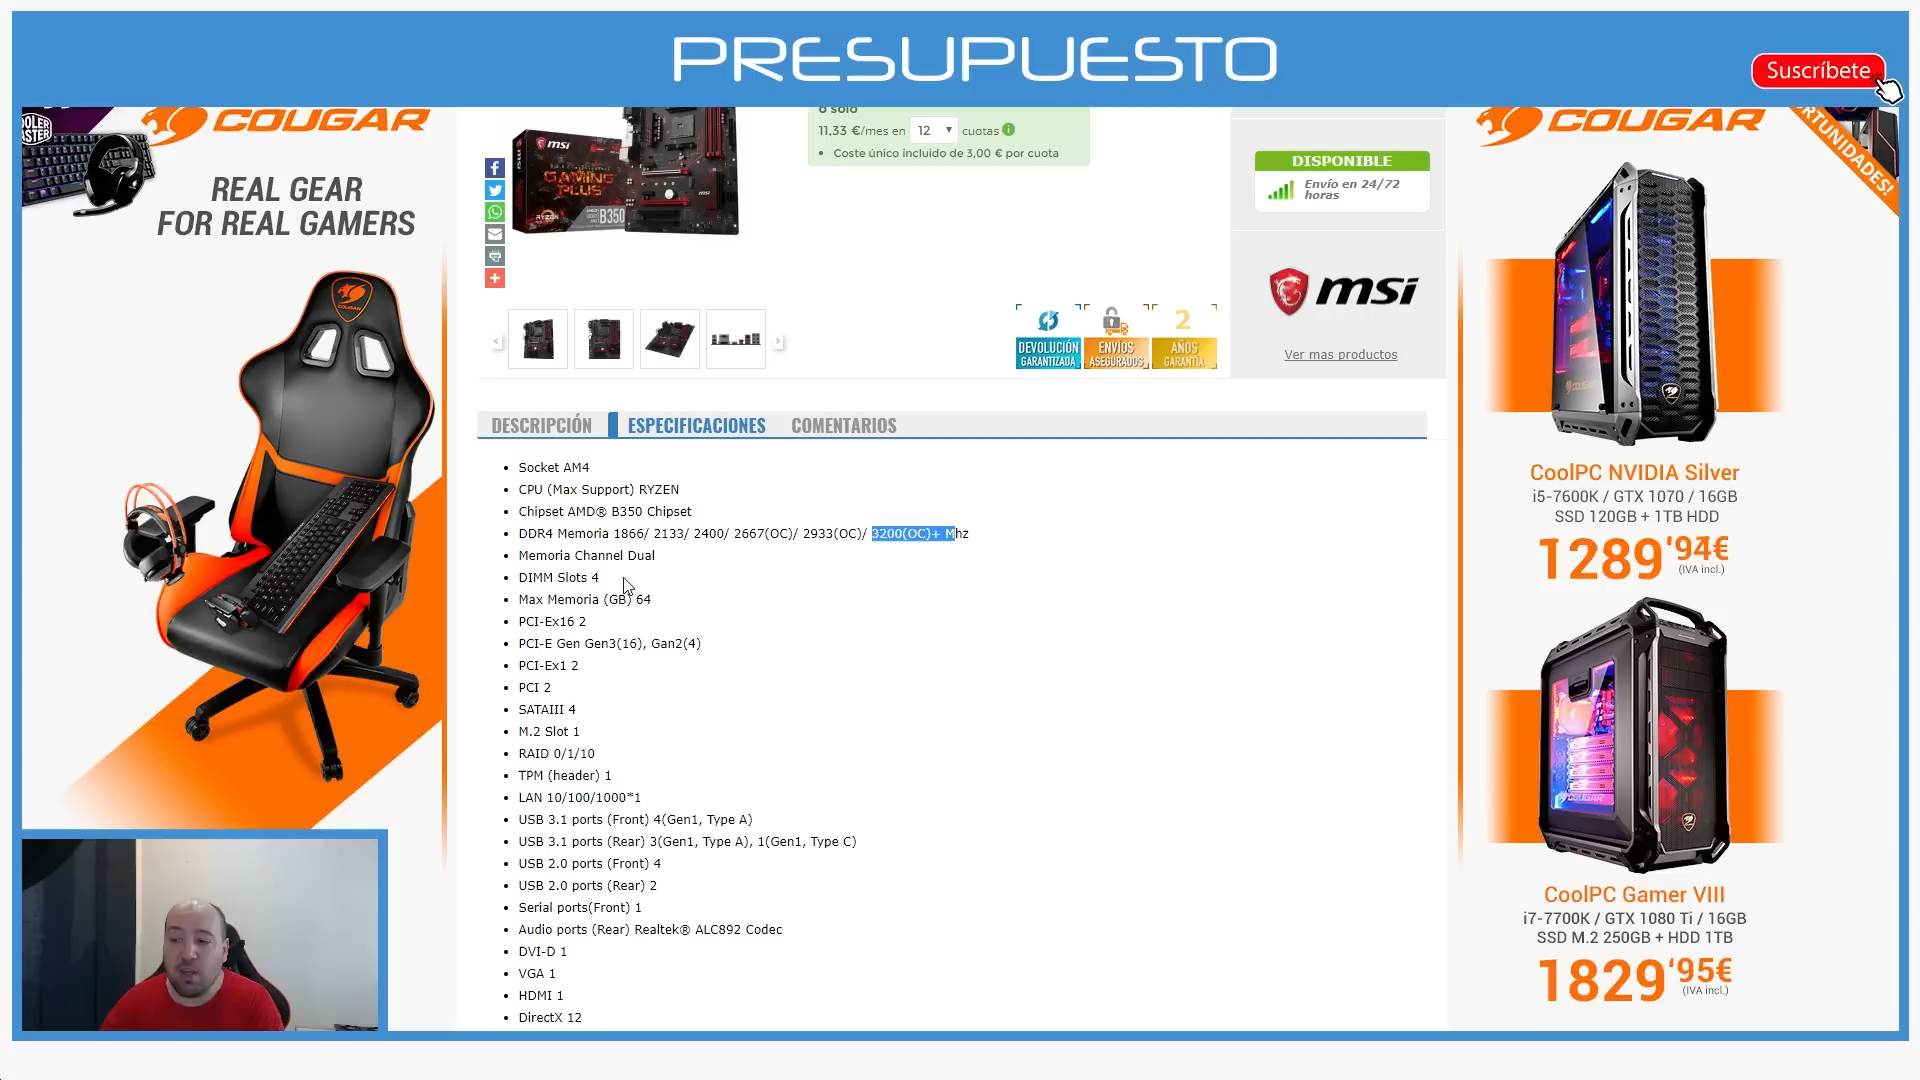 PRESUPUESTO
Suscríbete
COUGAR
REAL GEAR
FOR REAL GAMERS
COUGAR
msi
GAMING
PLUS
RYZEN
B350
msi
o sólo
11,33 €/mes en 12 cuotas
Coste único incluido de 3,00 € por cuota
DISPONIBLE
Envío en 24/72
horas
msi
Ver mas productos
DEVOLUCIÓN
GARANTIZADA
ENVÍOS
ASEGURADOS
2
AÑOS
GARANTÍA
DESCRIPCIÓN
ESPECIFICACIONES
COMENTARIOS
Socket AM4
CPU (Max Support) RYZEN
Chipset AMD® B350 Chipset
DDR4 Memoria 1866/ 2133/ 2400/ 2667(OC)/ 2933(OC)/ 3200(OC)+ Mhz
Memoria Channel Dual
DIMM Slots 4
Max Memoria (GB) 64
PCI-Ex16 2
PCI-E Gen Gen3(16), Gan2(4)
PCI-Ex1 2
PCI 2
SATAIII 4
M.2 Slot 1
RAID 0/1/10
TPM (header) 1
LAN 10/100/1000*1
USB 3.1 ports (Front) 4(Gen1, Type A)
USB 3.1 ports (Rear) 3(Gen1, Type A), 1(Gen1, Type C)
USB 2.0 ports (Front) 4
USB 2.0 ports (Rear) 2
Serial ports(Front) 1
Audio ports (Rear) Realtek® ALC892 Codec
DVI-D 1
VGA 1
HDMI 1
DirectX 12
COUGAR
COUGAR
CoolPC NVIDIA Silver
i5-7600K / GTX 1070 / 16GB
SSD 120GB + 1TB HDD
1289'94€
(IVA incl.)
COUGAR
CoolPC Gamer VIII
i7-7700K / GTX 1080 Ti / 16GB
SSD M.2 250GB + HDD 1TB
1829'95€
(IVA incl.)